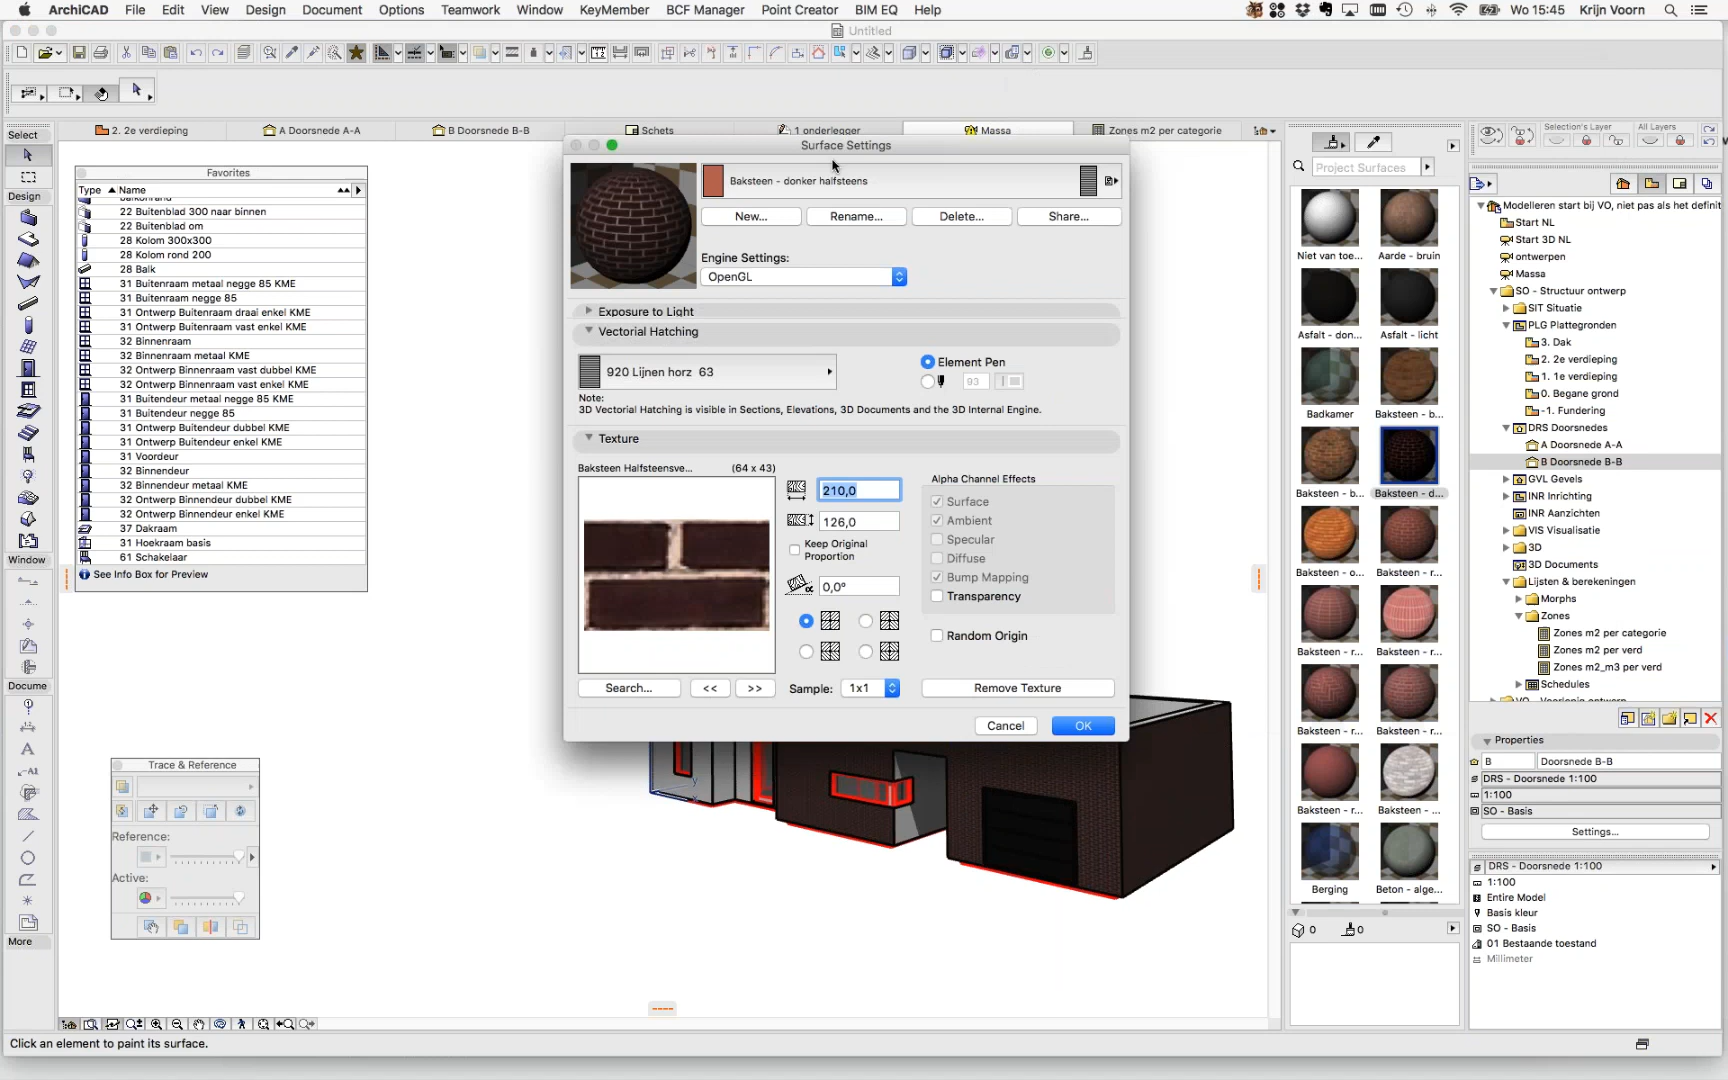 ArchiCAD File Edit View Design Document Options Teamwork Window KeyMember BCF Manager Point Creator BIM EQ Help Wo 15:45 Krijn Voorn
Untitled
2. 2e verdieping A Doorsnede A-A B Doorsnede B-B Schets 1 onderlegger Massa Zones m2 per categorie
Select
Design
Window
Docume
More
Favorites
Type Name
22 Buitenblad 300 naar binnen
22 Buitenblad om
28 Kolom 300x300
28 Kolom rond 200
28 Balk
31 Buitenraam metaal negge 85 KME
31 Buitenraam negge 85
31 Ontwerp Buitenraam draai enkel KME
31 Ontwerp Buitenraam vast enkel KME
32 Binnenraam
32 Binnenraam metaal KME
32 Ontwerp Binnenraam vast dubbel KME
32 Ontwerp Binnenraam vast enkel KME
31 Buitendeur metaal negge 85 KME
31 Buitendeur negge 85
31 Ontwerp Buitendeur dubbel KME
31 Ontwerp Buitendeur enkel KME
31 Voordeur
32 Binnendeur
32 Binnendeur metaal KME
32 Ontwerp Binnendeur dubbel KME
32 Ontwerp Binnendeur enkel KME
37 Dakraam
31 Hoekraam basis
61 Schakelaar
See Info Box for Preview
Trace & Reference
Reference:
Active:
Surface Settings
Baksteen - donker halfsteens
New... Rename... Delete... Share...
Engine Settings:
OpenGL
Exposure to Light
Vectorial Hatching
920 Lijnen horz 63
Element Pen
93
Note:
3D Vectorial Hatching is visible in Sections, Elevations, 3D Documents and the 3D Internal Engine.
Texture
Baksteen Halfsteensve... (64 x 43)
210,0
126,0
Keep Original
Proportion
0,0°
Alpha Channel Effects
Surface
Ambient
Specular
Diffuse
Bump Mapping
Transparency
Random Origin
Search... << >> Sample: 1x1 Remove Texture
Cancel OK
Project Surfaces
Niet van toe... Aarde - bruin
Asfalt - don... Asfalt - licht
Badkamer Baksteen - b...
Baksteen - b... Baksteen - d...
Baksteen - o... Baksteen - r...
Baksteen - r... Baksteen - r...
Baksteen - r... Baksteen - r...
Baksteen - r... Baksteen - ...
Berging Beton - alge...
0 0
Selection's Layer All Layers
Modelleren start bij VO, niet pas als het definit
Start NL
Start 3D NL
ontwerpen
Massa
SO - Structuur ontwerp
SIT Situatie
PLG Plattegronden
3. Dak
2. 2e verdieping
1. 1e verdieping
0. Begane grond
-1. Fundering
DRS Doorsnedes
A Doorsnede A-A
B Doorsnede B-B
GVL Gevels
INR Inrichting
INR Aanzichten
VIS Visualisatie
3D
3D Documents
Lijsten & berekeningen
Morphs
Zones
Zones m2 per categorie
Zones m2 per verd
Zones m2_m3 per verd
Schedules
Properties
B Doorsnede B-B
DRS - Doorsnede 1:100
1:100
SO - Basis
Settings...
DRS - Doorsnede 1:100
1:100
Entire Model
Basis kleur
SO - Basis
01 Bestaande toestand
Millimeter
Click an element to paint its surface.